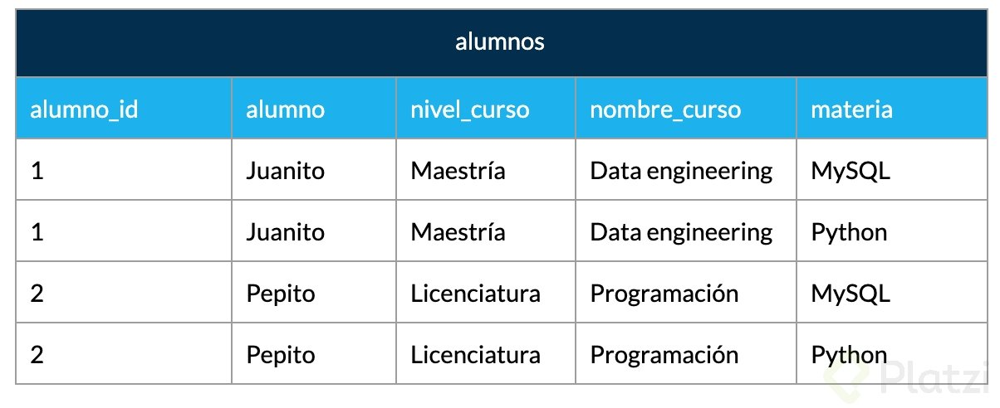 alumnos
alumno_id alumno nivel_curso nombre_curso materia
1 Juanito Maestría Data engineering MySQL
1 Juanito Maestría Data engineering Python
2 Pepito Licenciatura Programación MySQL
2 Pepito Licenciatura Programación Python
Platzi